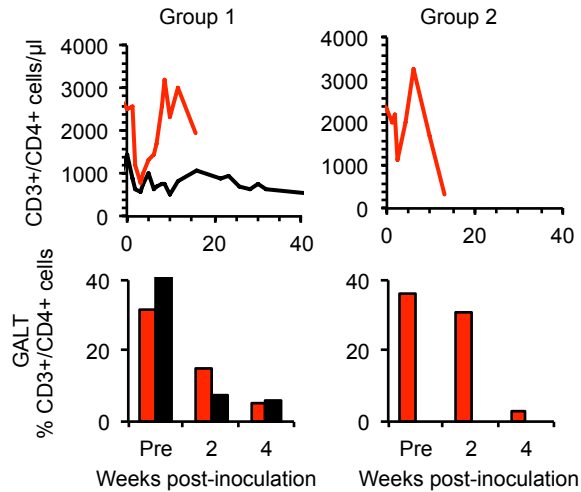 Group 1
Group 2
CD3+/CD4+ cells/µl
4000
3000
2000
1000
0
0
20
40
4000
3000
2000
1000
0
0
20
40
GALT
% CD3+/CD4+ cells
40
20
0
Pre
2
4
Weeks post-inoculation
40
20
0
Pre
2
4
Weeks post-inoculation